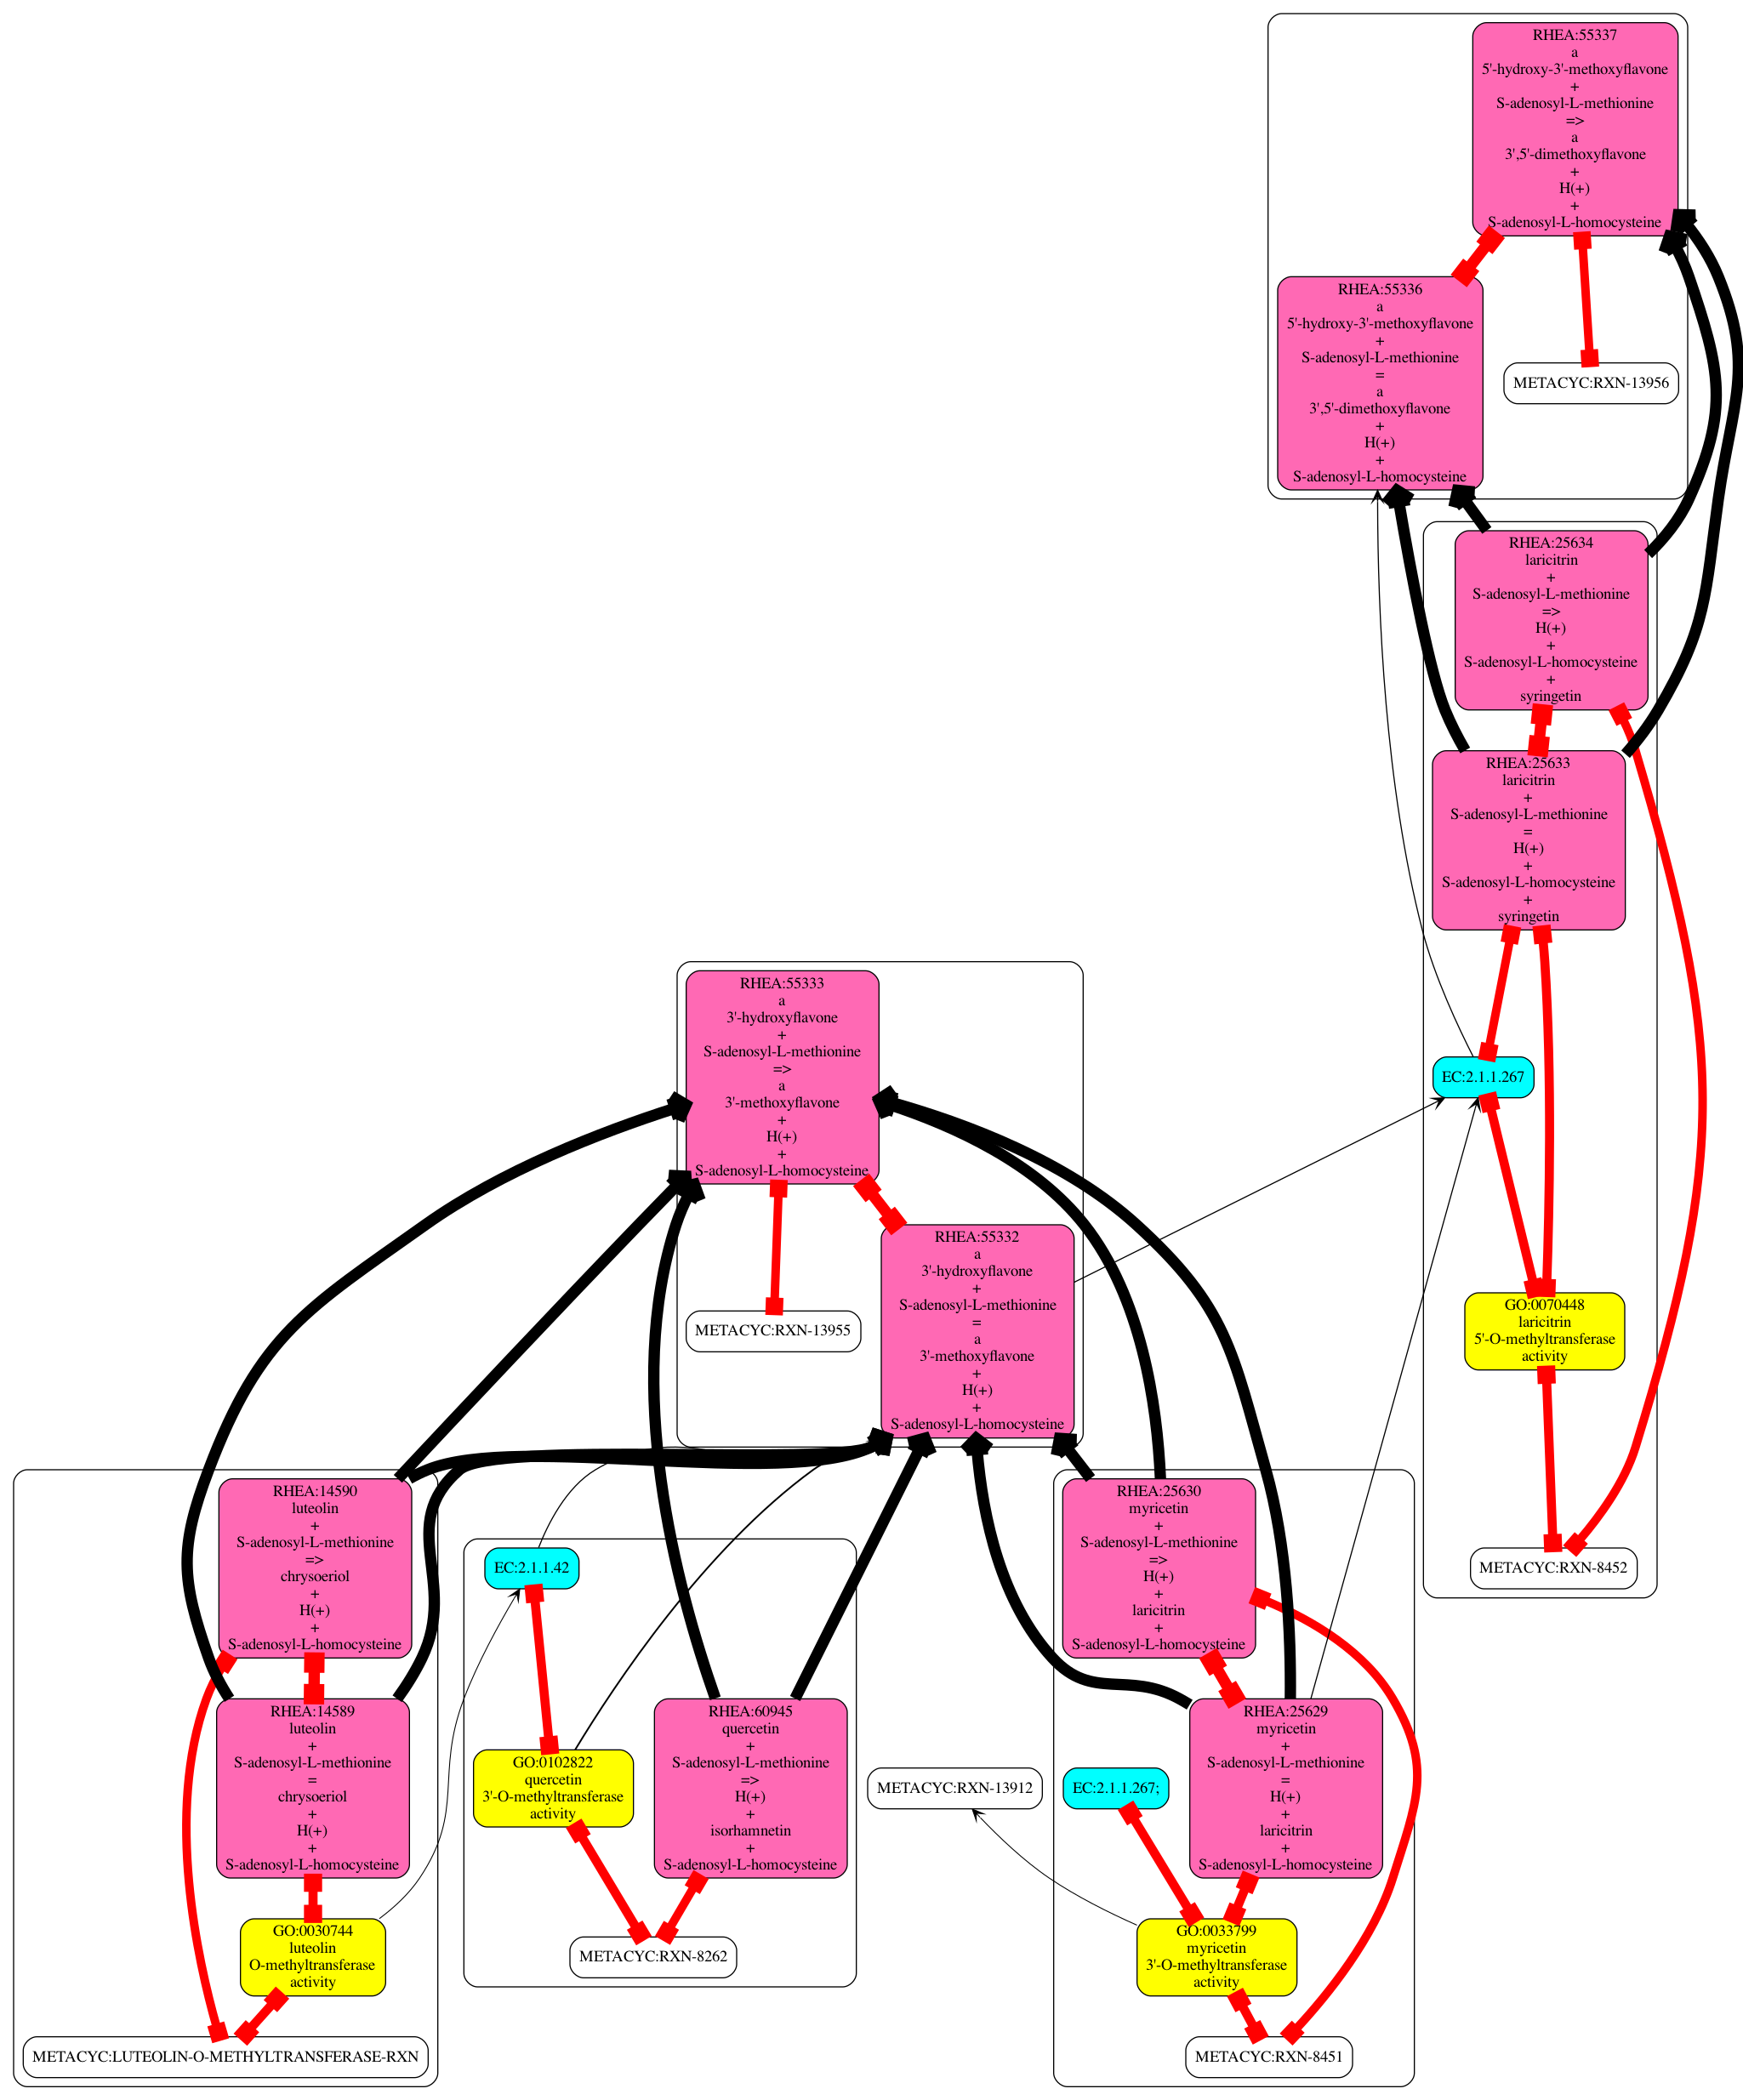 RHEA:55337
a
5'-hydroxy-3'-methoxyflavone
+
S-adenosyl-L-methionine
=>
a
3',5'-dimethoxyflavone
+
H(+)
+
S-adenosyl-L-homocysteine
RHEA:55336
a
5'-hydroxy-3'-methoxyflavone
+
S-adenosyl-L-methionine
=
a
3',5'-dimethoxyflavone
+
H(+)
+
S-adenosyl-L-homocysteine
METACYC:RXN-13956
RHEA:25634
laricitrin
+
S-adenosyl-L-methionine
=>
H(+)
+
S-adenosyl-L-homocysteine
+
syringetin
RHEA:25633
laricitrin
+
S-adenosyl-L-methionine
=
H(+)
+
S-adenosyl-L-homocysteine
+
syringetin
EC:2.1.1.267
GO:0070448
laricitrin
5'-O-methyltransferase
activity
METACYC:RXN-8452
RHEA:55333
a
3'-hydroxyflavone
+
S-adenosyl-L-methionine
=>
a
3'-methoxyflavone
+
H(+)
+
S-adenosyl-L-homocysteine
METACYC:RXN-13955
RHEA:55332
a
3'-hydroxyflavone
+
S-adenosyl-L-methionine
=
a
3'-methoxyflavone
+
H(+)
+
S-adenosyl-L-homocysteine
RHEA:14590
luteolin
+
S-adenosyl-L-methionine
=>
chrysoeriol
+
H(+)
+
S-adenosyl-L-homocysteine
RHEA:14589
luteolin
+
S-adenosyl-L-methionine
=
chrysoeriol
+
H(+)
+
S-adenosyl-L-homocysteine
GO:0030744
luteolin
O-methyltransferase
activity
METACYC:LUTEOLIN-O-METHYLTRANSFERASE-RXN
EC:2.1.1.42
GO:0102822
quercetin
3'-O-methyltransferase
activity
RHEA:60945
quercetin
+
S-adenosyl-L-methionine
=>
H(+)
+
isorhamnetin
+
S-adenosyl-L-homocysteine
METACYC:RXN-8262
METACYC:RXN-13912
RHEA:25630
myricetin
+
S-adenosyl-L-methionine
=>
H(+)
+
laricitrin
+
S-adenosyl-L-homocysteine
RHEA:25629
myricetin
+
S-adenosyl-L-methionine
=
H(+)
+
laricitrin
+
S-adenosyl-L-homocysteine
EC:2.1.1.267;
GO:0033799
myricetin
3'-O-methyltransferase
activity
METACYC:RXN-8451